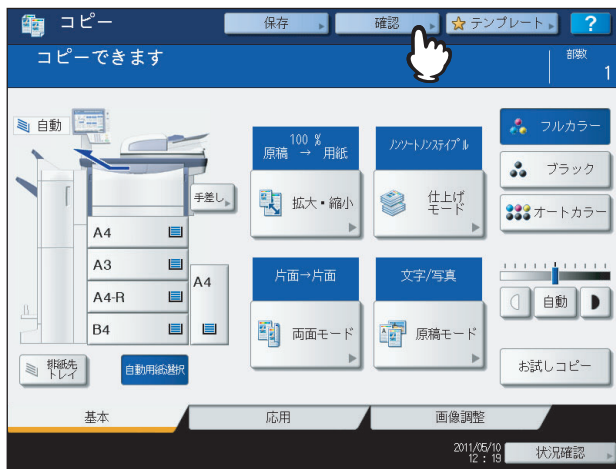 コピー
保存
確認
テンプレート
?
コピーできます
部数
1
自動
手差し
A4
A3
A4-R
B4
A4
排紙先
トレイ
自動用紙選択
100 %
原稿 → 用紙
拡大・縮小
ノンソートノンステイプル
仕上げ
モード
片面→片面
両面モード
文字/写真
原稿モード
フルカラー
ブラック
オートカラー
自動
お試しコピー
基本
応用
画像調整
2011/05/10
12 : 19
状況確認